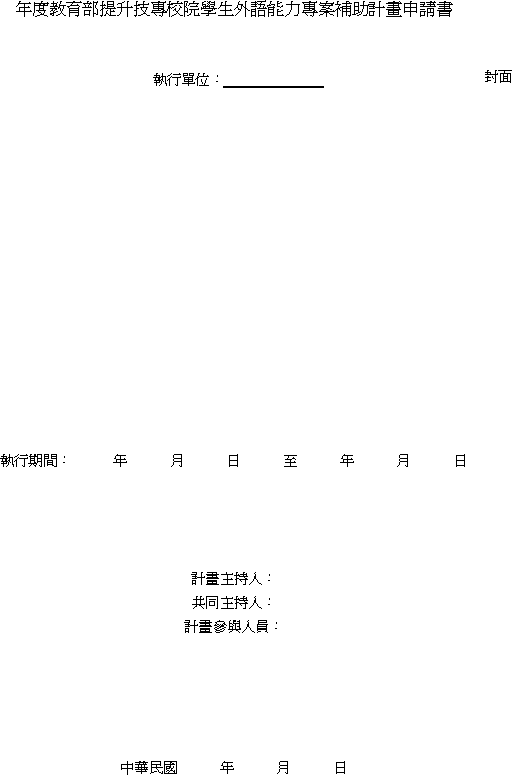 年度教育部提升技專校院學生外語能力專案補助計畫申請書
執行單位： 封面
執行期間： 年 月 日 至 年 月 日
計畫主持人：
共同主持人：
計畫參與人員：
中華民國 年 月 日